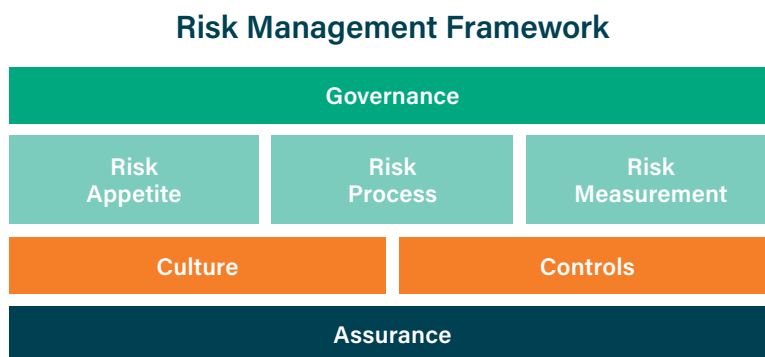 Risk Management Framework
Governance
Risk
Appetite
Risk
Process
Risk
Measurement
Culture
Controls
Assurance